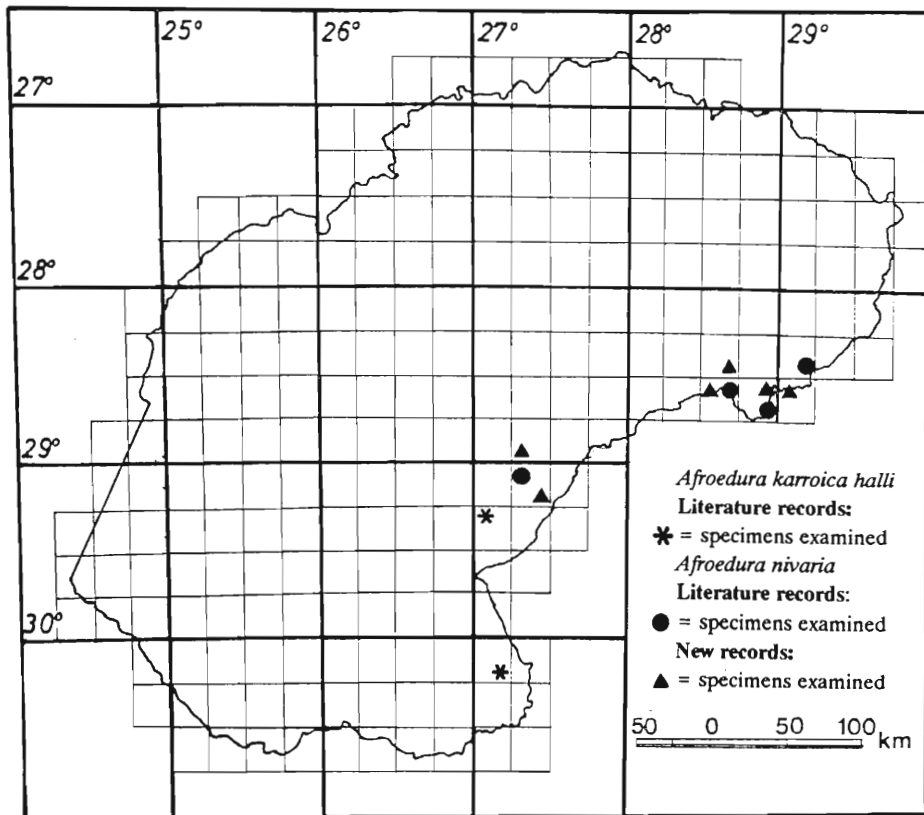 25° 26° 27° 28° 29°
27°
28°
29°
30°
Afroedura karroica halli
Literature records:
* = specimens examined
Afroedura nivaria
Literature records:
● = specimens examined
New records:
▲ = specimens examined
50 0 50 100 km